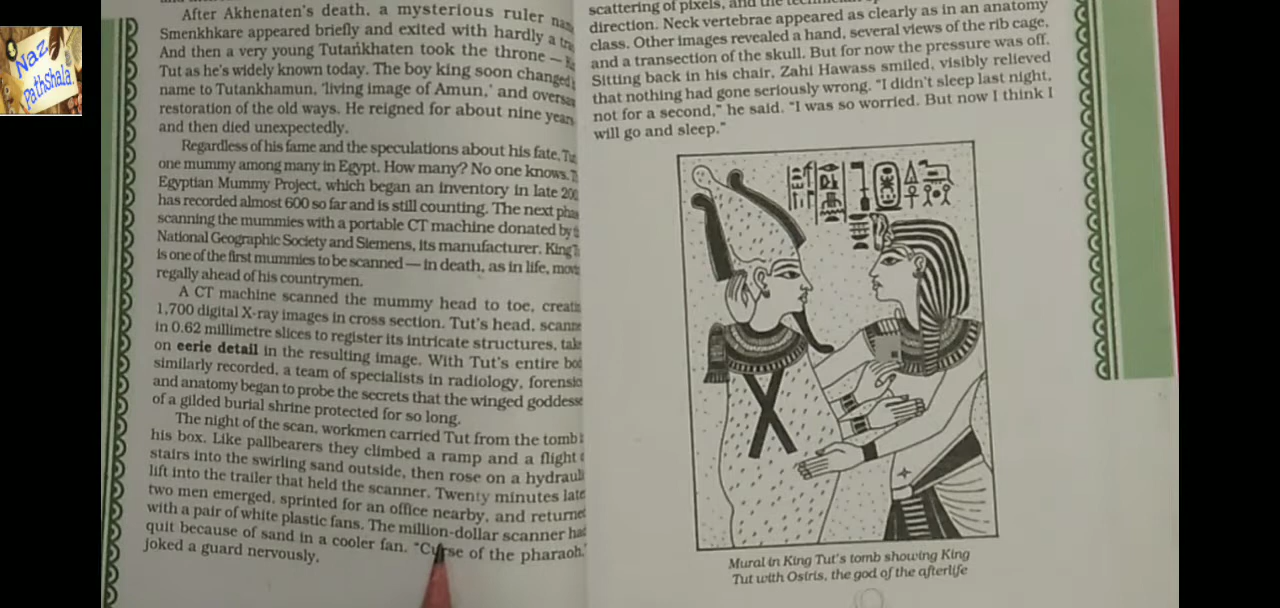 Naz
Pathshala
After Akhenaten's death, a mysterious ruler
Smenkhkare appeared briefly and exited with hardly a
And then a very young Tutankhaten took the throne —
Tut as he's widely known today. The boy king soon changed
name to Tutankhamun, 'living image of Amun,' and
restoration of the old ways. He reigned for about nine years
and then died unexpectedly.
Regardless of his fame and the speculations about his fate,
one mummy among many in Egypt. How many? No one knows.
Egyptian Mummy Project, which began an inventory in late
has recorded almost 600 so far and is still counting. The next
scanning the mummies with a portable CT machine donated by
National Geographic Society and Siemens, its manufacturer. King
is one of the first mummies to be scanned — in death, as in life,
regally ahead of his countrymen.
A CT machine scanned the mummy head to toe,
1,700 digital X-ray images in cross section. Tut's head,
in 0.62 millimetre slices to register its intricate structures,
on eerie detail in the resulting image. With Tut's entire
similarly recorded, a team of specialists in radiology,
and anatomy began to probe the secrets that the winged
of a gilded burial shrine protected for so long.
The night of the scan, workmen carried Tut from the tomb
his box. Like pallbearers they climbed a ramp and a flight
stairs into the swirling sand outside, then rose on a
lift into the trailer that held the scanner. Twenty minutes
two men emerged, sprinted for an office nearby, and
with a pair of white plastic fans. The million-dollar scanner
quit because of sand in a cooler fan. "Curse of the pharaoh,"
joked a guard nervously.
scattering of pixels, and the
direction. Neck vertebrae appeared as clearly as in an anatomy
class. Other images revealed a hand, several views of the rib cage,
and a transection of the skull. But for now the pressure was off.
Sitting back in his chair, Zahi Hawass smiled, visibly relieved
that nothing had gone seriously wrong. "I didn't sleep last night,
not for a second," he said. "I was so worried. But now I think I
will go and sleep."
Mural in King Tut's tomb showing King
Tut with Osiris, the god of the afterlife